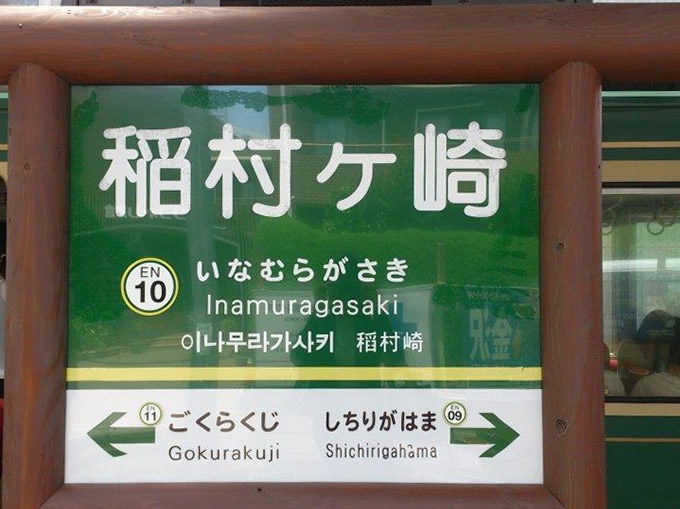 稲村ヶ崎
EN
10
いなむらがさき
Inamuragasaki
이나무라가사키 稲村崎
EN
11
ごくらくじ
Gokurakuji
しちりがはま
Shichirigahama
EN
09